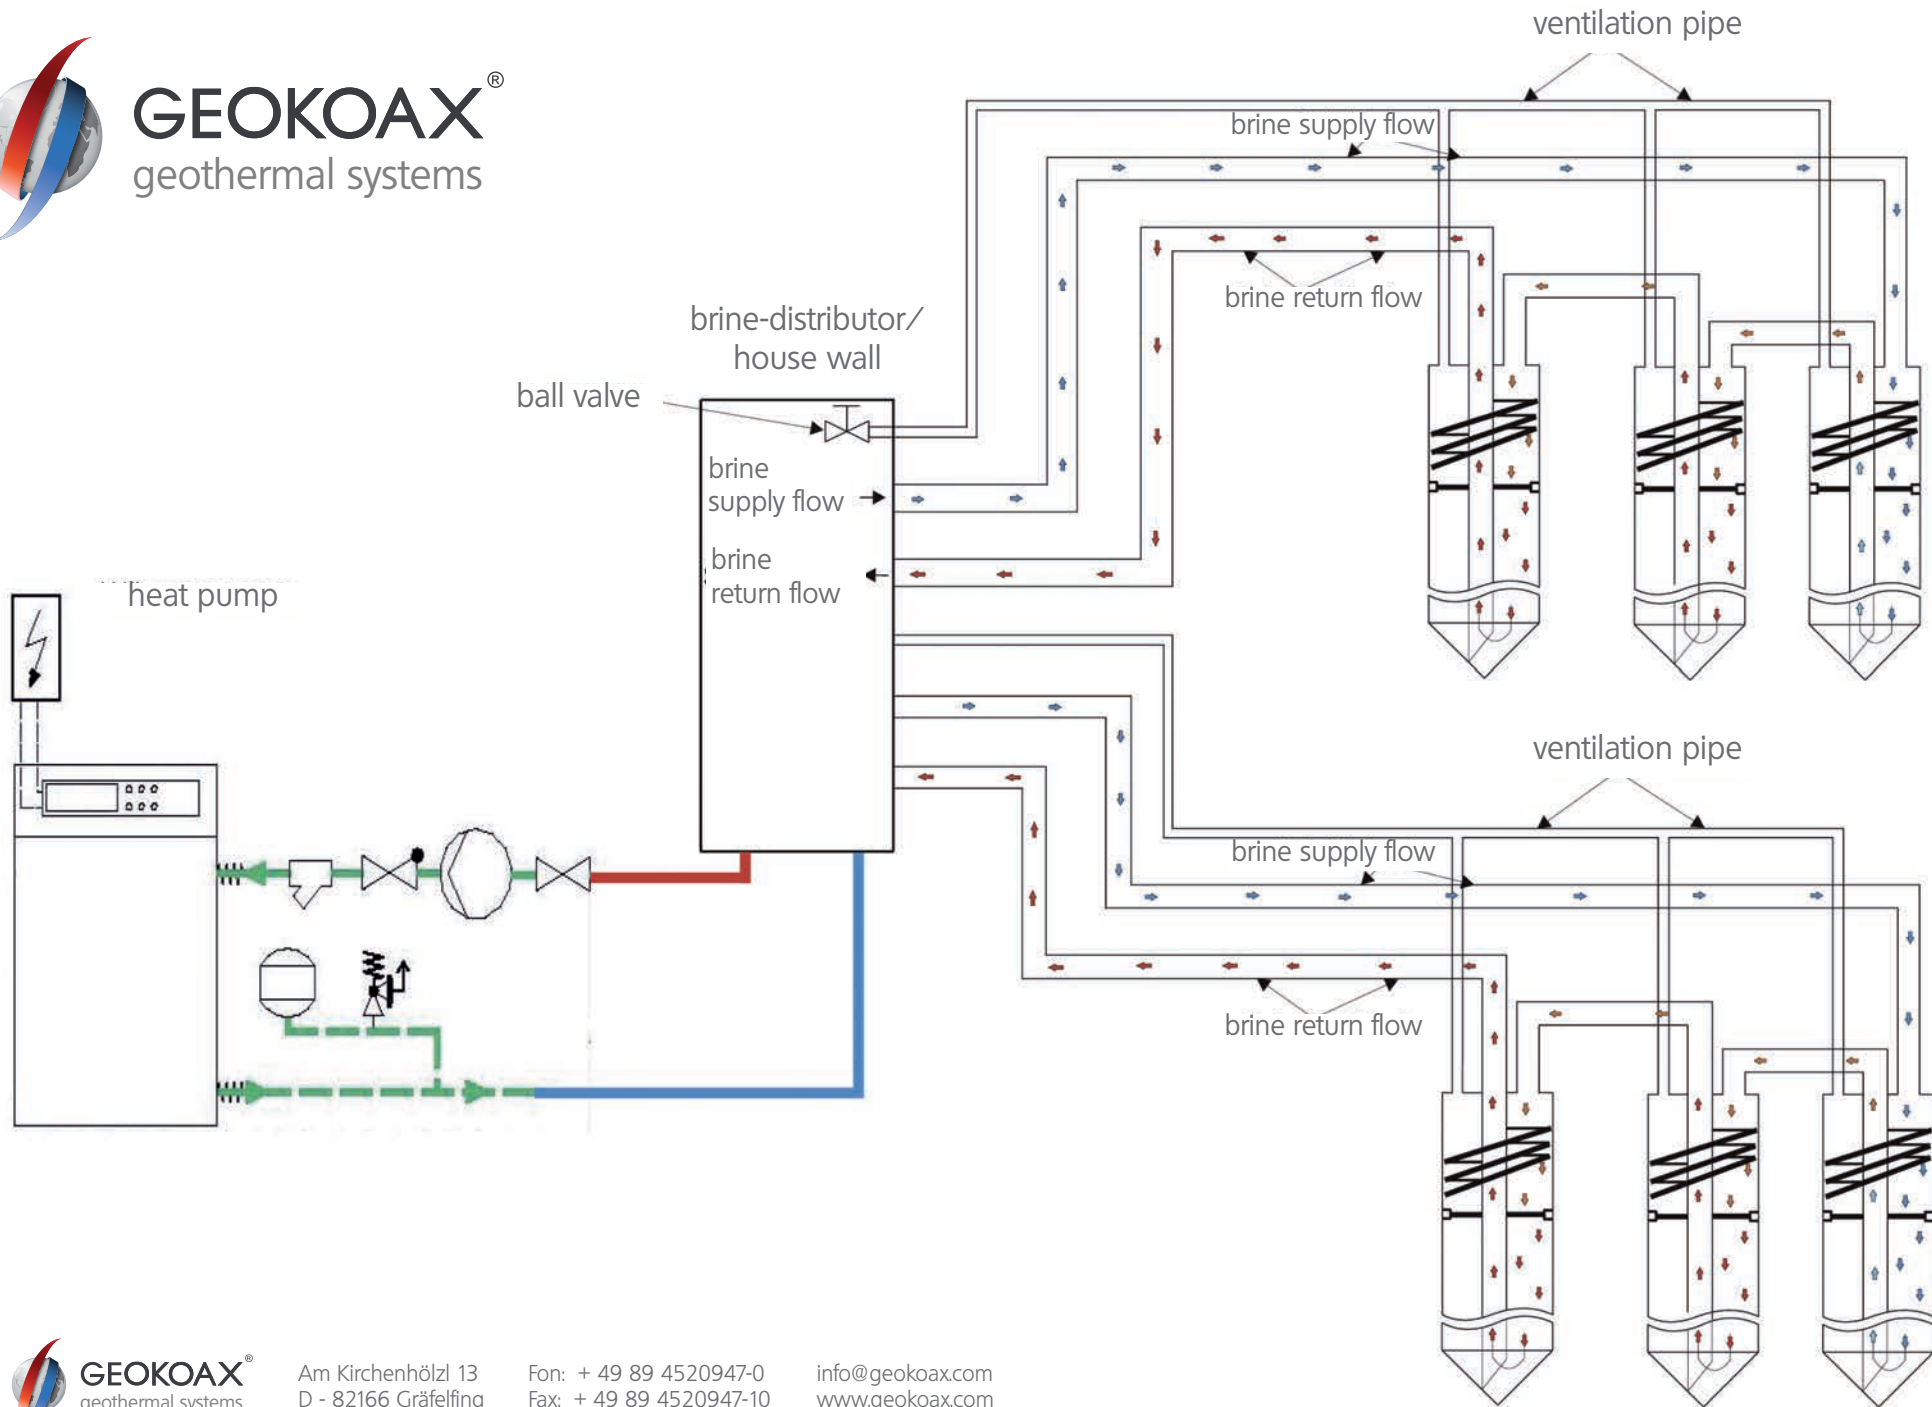 GEOKOAX®
geothermal systems
ventilation pipe
brine supply flow
brine return flow
brine-distributor/
house wall
ball valve
brine
supply flow
brine
return flow
heat pump
ventilation pipe
brine supply flow
brine return flow
GEOKOAX®
geothermal systems
Am Kirchenhölzl 13
D - 82166 Gräfelfing
Fon: + 49 89 4520947-0
Fax: + 49 89 4520947-10
info@geokoax.com
www.geokoax.com